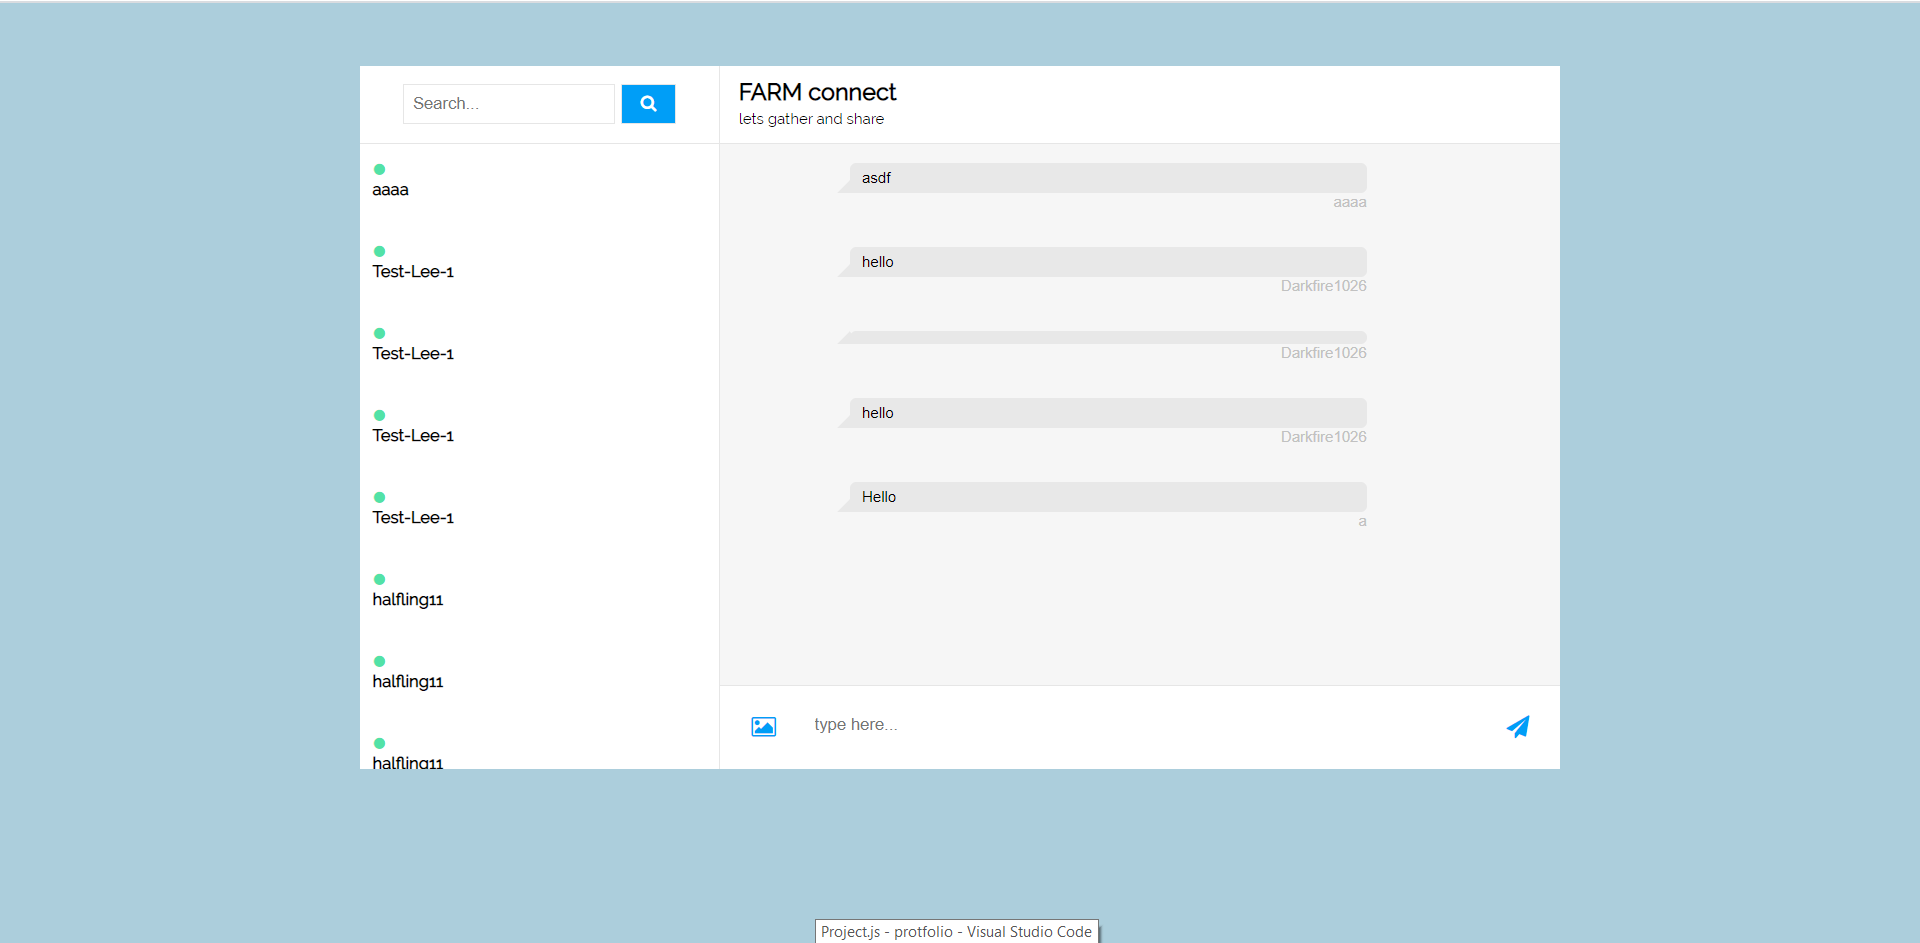 Search...
aaaa
Test-Lee-1
Test-Lee-1
Test-Lee-1
Test-Lee-1
halfling11
halfling11
halfling11
FARM connect
lets gather and share
asdf
aaaa
hello
Darkfire1026
Darkfire1026
hello
Darkfire1026
Hello
a
type here...
Project.js - protfolio - Visual Studio Code